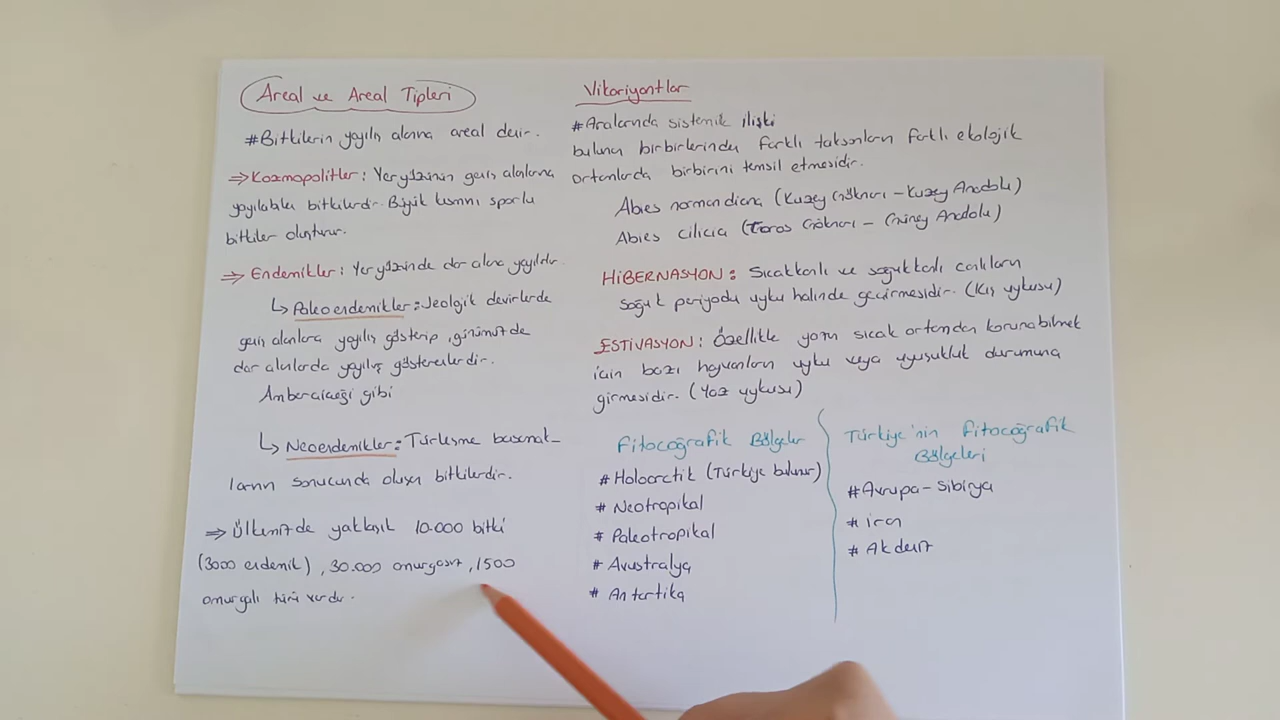 Areal ve Areal Tipleri
#Bitkilerin yayılış alanına areal denir.
⇒Kozmopolitler: Yeryüzünün geniş alanlarına
yayılabilen bitkilerdir. Büyük kısmını sporlu
bitkiler oluşturur.
⇒ Endemikler: Yeryüzünde dar alana yayılır.
↳ Paleoendemikler: Jeolojik devirlerde
geniş alanlara yayılış gösterip, günümüzde
dar alanlarda yayılış gösterenlerdir.
Amberçiçeği gibi
↳ Neoendemikler: Türleşme basamak-
larının sonucunda oluşan bitkilerdir.
⇒ Ülkemizde yaklaşık 10.000 bitki
(3000 endemik), 30.000 omurgasız, 1500
omurgalı türü vardır.
Vikariyantlar
#Aralarında sistemik ilişki
bulunan birbirlerinden farklı taksonların farklı ekolojik
ortamlarda birbirini temsil etmesidir.
Abies normandiana (Kuzey Göknarı - Kuzey Anadolu)
Abies cilicia (Toros Göknarı - Güney Anadolu)
HİBERNASYON: Sıcakkanlı ve soğukkanlı canlıların
soğuk periyodu uyku halinde geçirmesidir. (Kış uykusu)
ESTİVASYON: Özellikle yazın sıcak ortamdan korunabilmek
için bazı hayvanların uyku veya uyuşukluk durumuna
girmesidir. (Yaz uykusu)
Fitocoğrafik Bölgeler
# Holoarctik (Türkiye bulunur)
# Neotropikal
# Paleotropikal
# Avustralya
# Antartika
Türkiye'nin Fitocoğrafik
Bölgeleri
#Avrupa-Sibirya
# iran
# Akdeniz